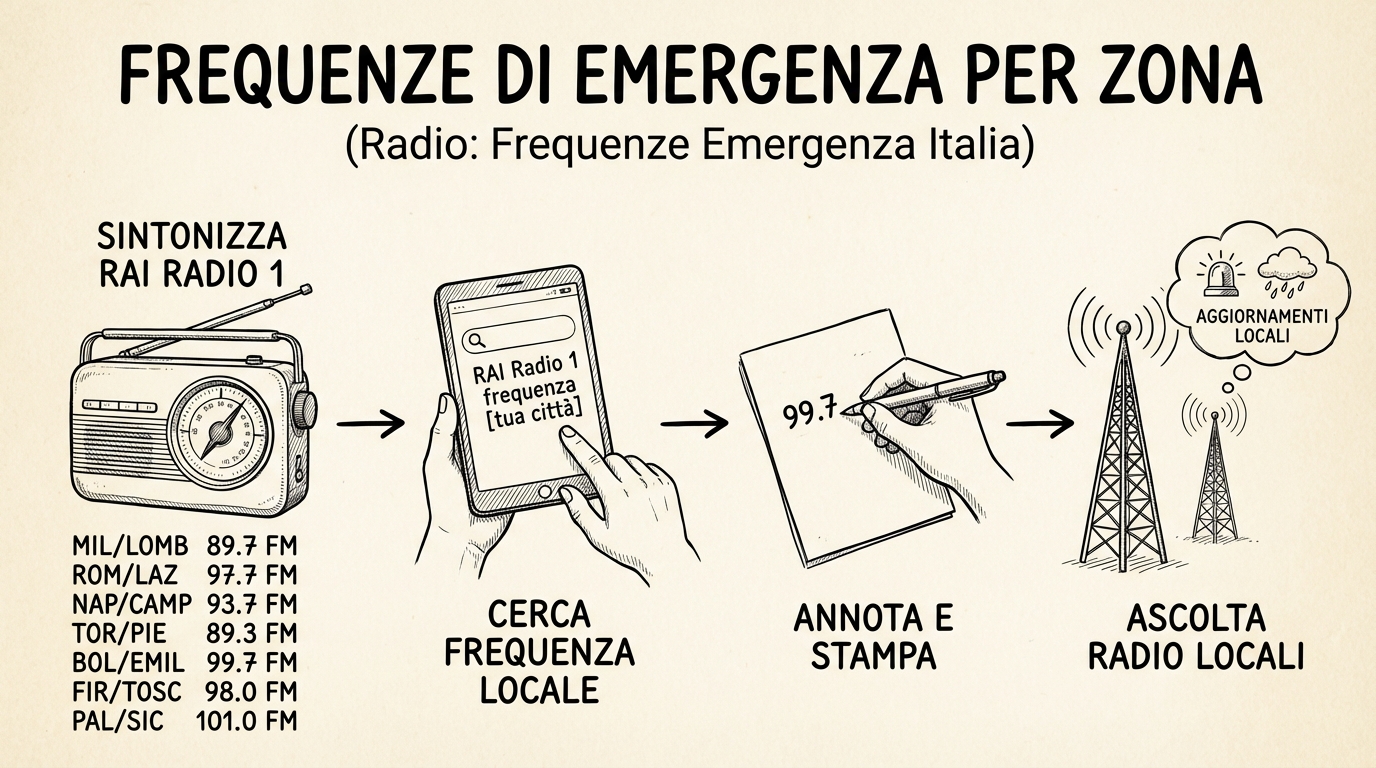 FREQUENZE DI EMERGENZA PER ZONA
(Radio: Frequenze Emergenza Italia)
SINTONIZZA
RAI RADIO 1
MIL/LOMB 89.7 FM
ROM/LAZ 97.7 FM
NAP/CAMP 93.7 FM
TOR/PIE 89.3 FM
BOL/EMIL 99.7 FM
FIR/TOSC 98.0 FM
PAL/SIC 101.0 FM
RAI Radio 1
frequenza
[tua città]
CERCA
FREQUENZA
LOCALE
99.7
ANNOTA E
STAMPA
AGGIORNAMENTI
LOCALI
ASCOLTA
RADIO LOCALI